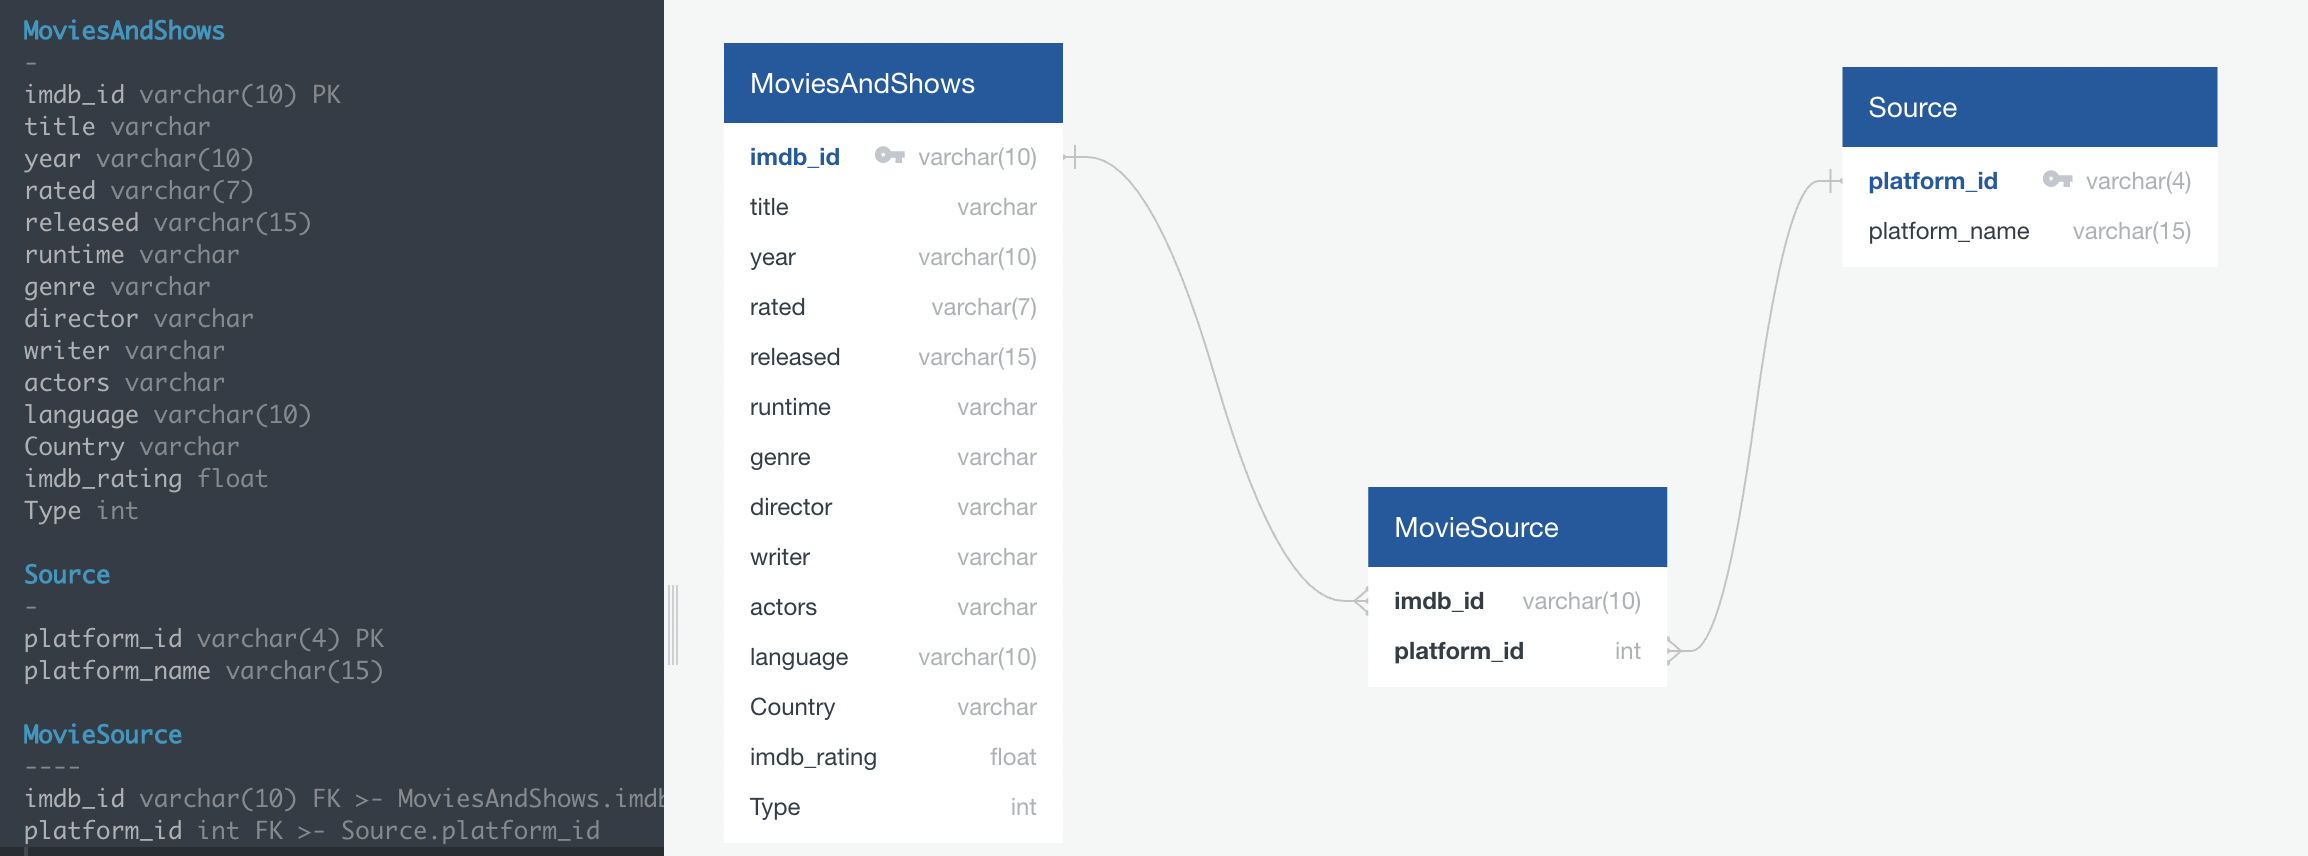 MoviesAndShows
-
imdb_id varchar(10) PK
title varchar
year varchar(10)
rated varchar(7)
released varchar(15)
runtime varchar
genre varchar
director varchar
writer varchar
actors varchar
language varchar(10)
Country varchar
imdb_rating float
Type int
Source
-
platform_id varchar(4) PK
platform_name varchar(15)
MovieSource
----
imdb_id varchar(10) FK >- MoviesAndShows.imdb
platform_id int FK >- Source.platform_id
MoviesAndShows
imdb_id varchar(10)
title varchar
year varchar(10)
rated varchar(7)
released varchar(15)
runtime varchar
genre varchar
director varchar
writer varchar
actors varchar
language varchar(10)
Country varchar
imdb_rating float
Type int
MovieSource
imdb_id varchar(10)
platform_id int
Source
platform_id varchar(4)
platform_name varchar(15)